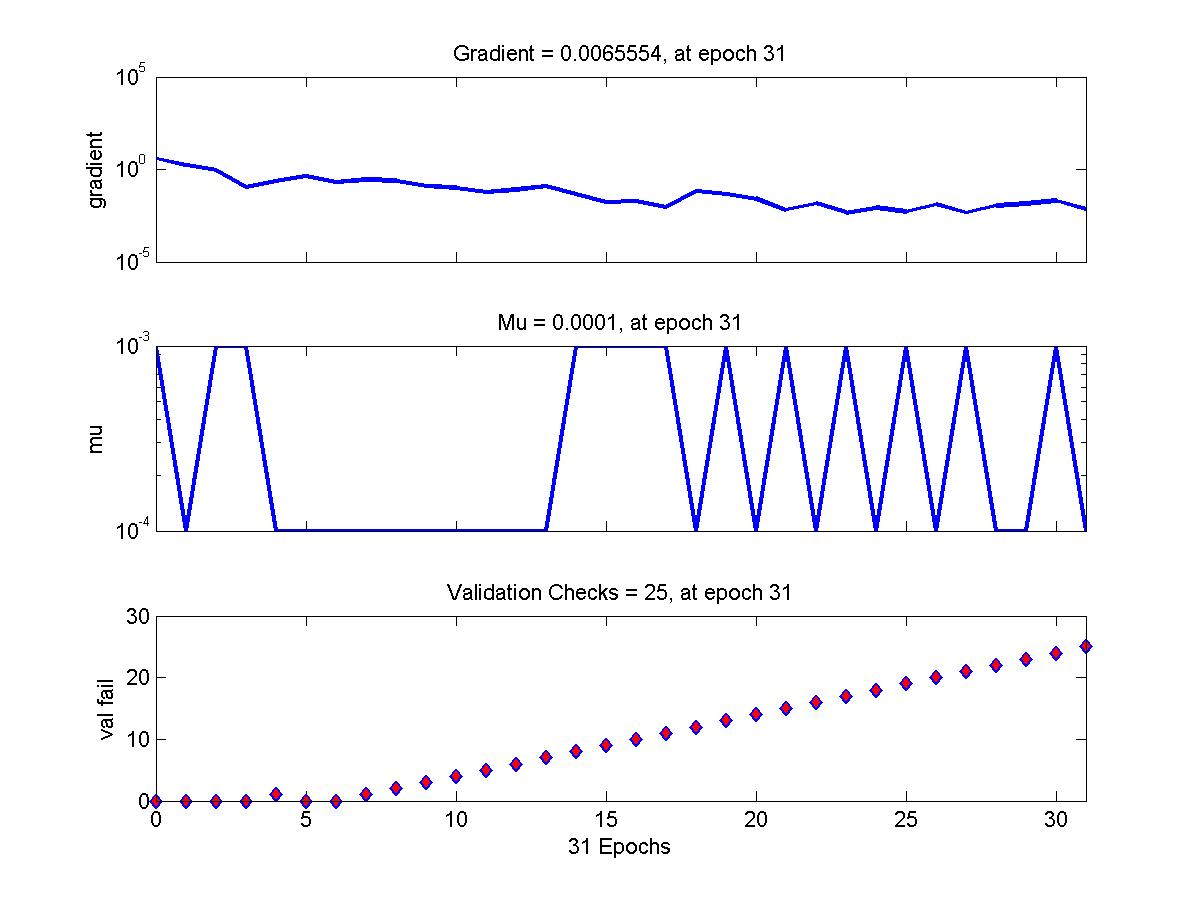 Gradient = 0.0065554, at epoch 31
10^5
10^0
10^-5
gradient
Mu = 0.0001, at epoch 31
10^-3
10^-4
mu
Validation Checks = 25, at epoch 31
30
20
10
0
val fail
0 5 10 15 20 25 30
31 Epochs